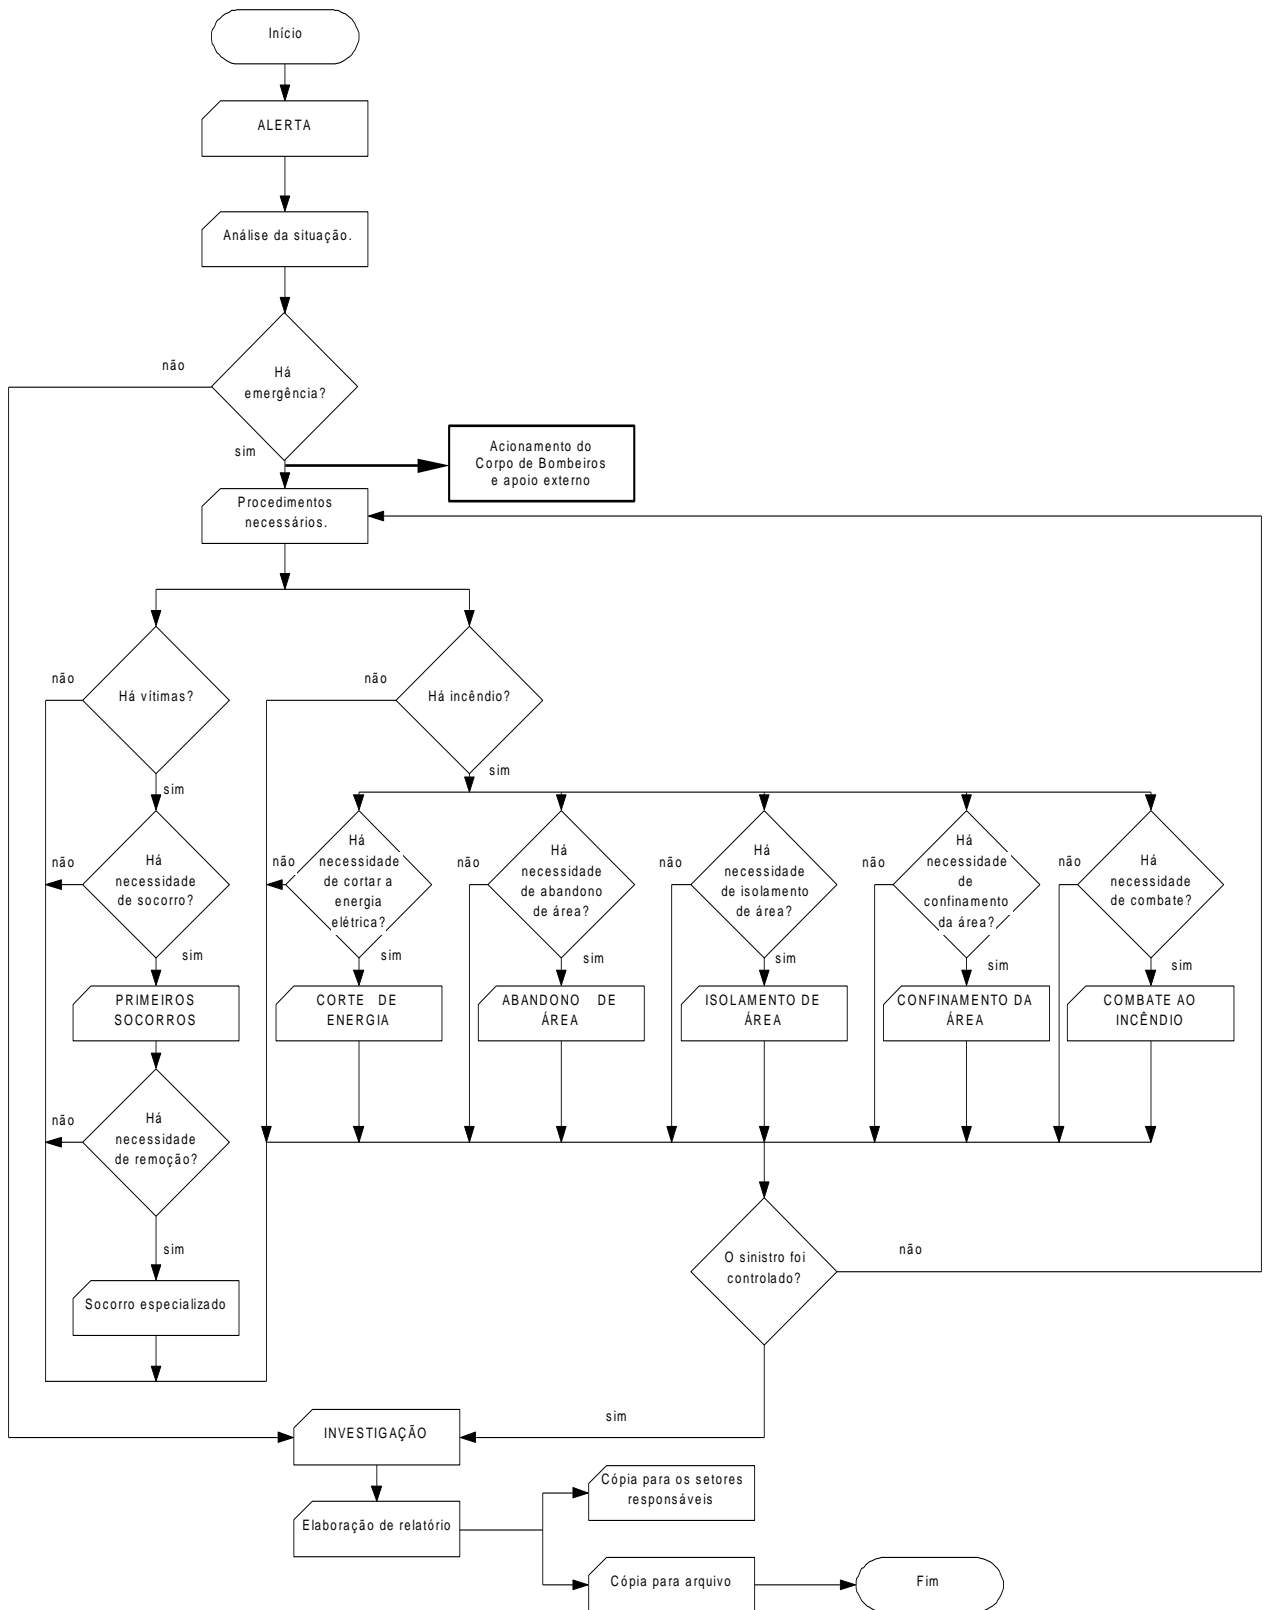 Início
ALERTA
Análise da situação.
não
Há
emergência?
sim
Acionamento do
Corpo de Bombeiros
e apoio externo
Procedimentos
necessários.
não
Há vítimas?
sim
não
Há incêndio?
sim
não
Há
necessidade
de socorro?
sim
não
Há
necessidade
de cortar a
energia
elétrica?
sim
não
Há
necessidade
de abandono
de área?
sim
não
Há
necessidade
de isolamento
de área?
sim
não
Há
necessidade
de
confinamento
da área?
sim
não
Há
necessidade
de combate?
sim
PRIMEIROS
SOCORROS
CORTE DE
ENERGIA
ABANDONO DE
ÁREA
ISOLAMENTO DE
ÁREA
CONFINAMENTO DA
ÁREA
COMBATE AO
INCÊNDIO
não
Há
necessidade
de remoção?
sim
Socorro especializado
O sinistro foi
controlado?
não
sim
INVESTIGAÇÃO
Elaboração de relatório
Cópia para os setores
responsáveis
Cópia para arquivo
Fim